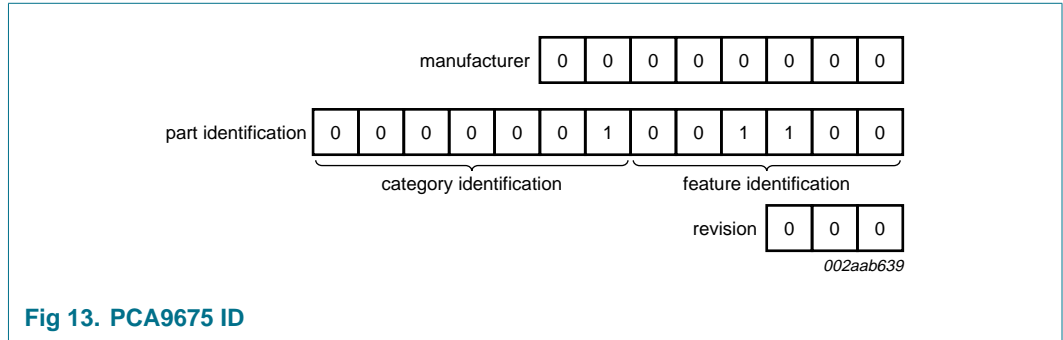 manufacturer 0 0 0 0 0 0 0 0
part identification 0 0 0 0 0 0 1 0 0 1 1 0 0
category identification feature identification
revision 0 0 0
002aab639
Fig 13. PCA9675 ID